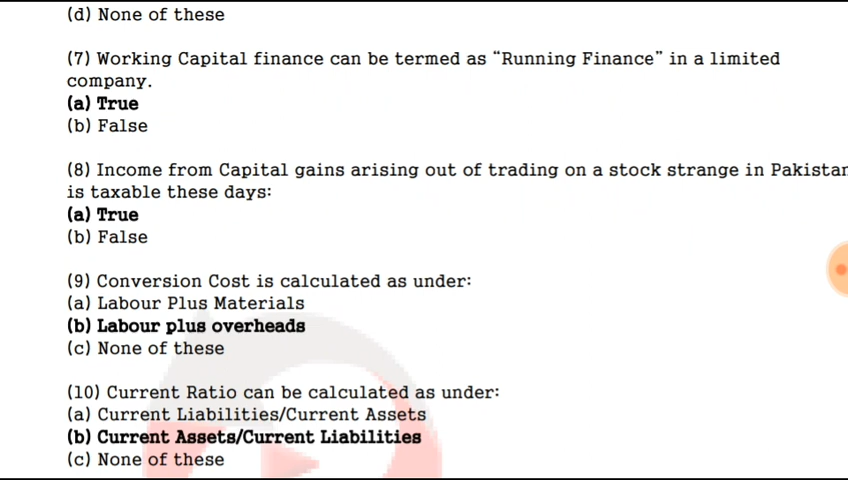 (d) None of these
(7) Working Capital finance can be termed as “Running Finance” in a limited
company.
(a) True
(b) False
(8) Income from Capital gains arising out of trading on a stock strange in Pakistan
is taxable these days:
(a) True
(b) False
(9) Conversion Cost is calculated as under:
(a) Labour Plus Materials
(b) Labour plus overheads
(c) None of these
(10) Current Ratio can be calculated as under:
(a) Current Liabilities/Current Assets
(b) Current Assets/Current Liabilities
(c) None of these